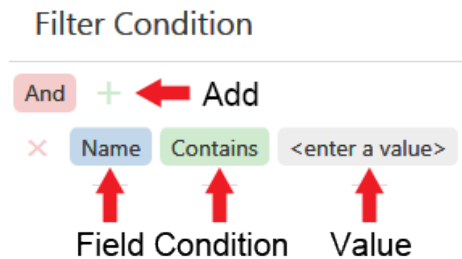 Filter Condition
And + Add
× Name Contains <enter a value>
Field Condition Value